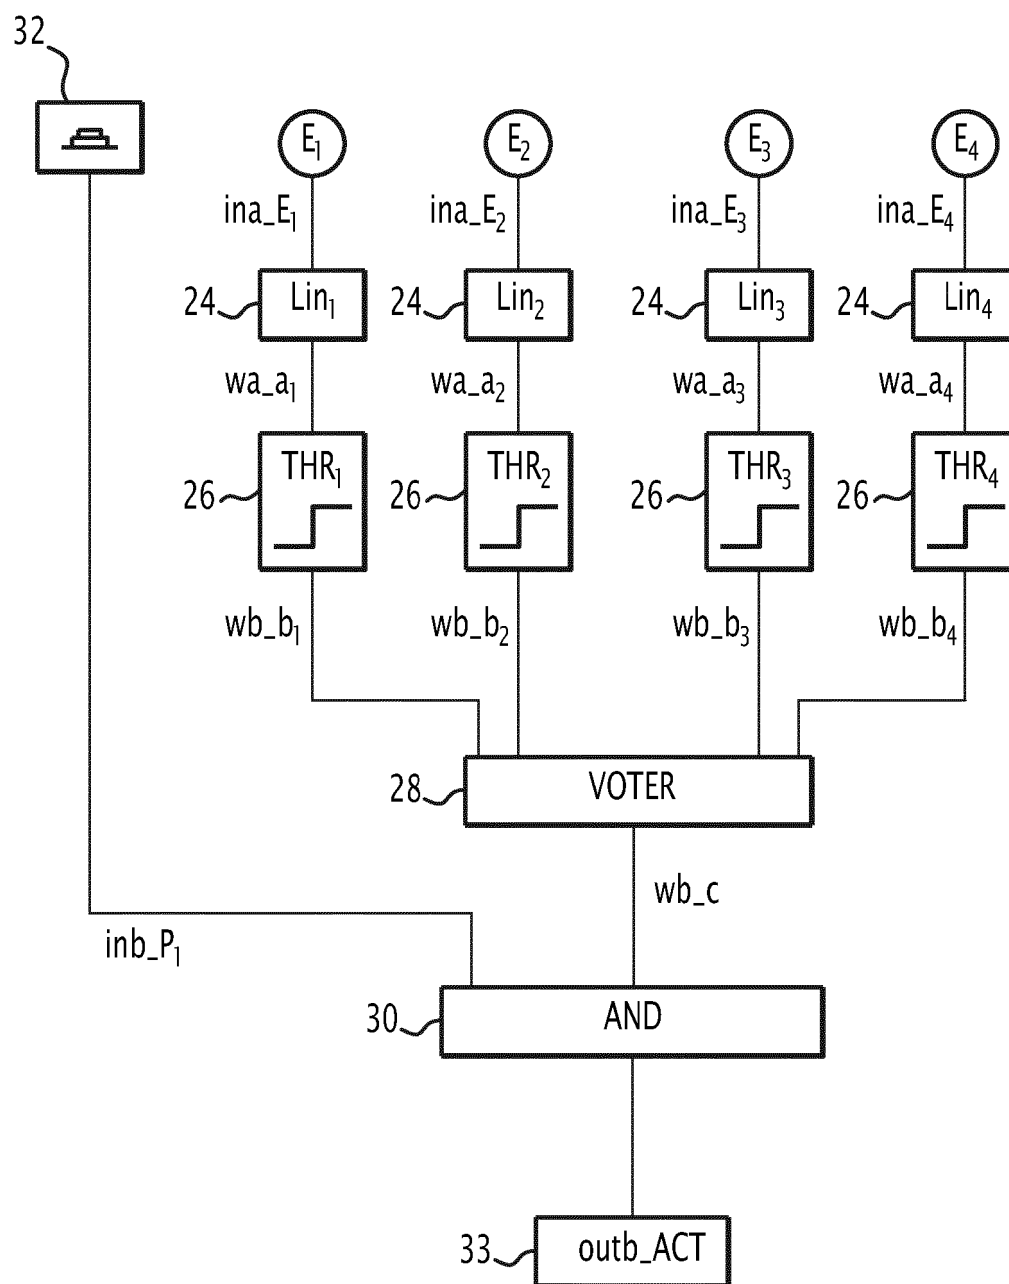 32
E₁ E₂ E₃ E₄
ina_E₁ ina_E₂ ina_E₃ ina_E₄
24 Lin₁ 24 Lin₂ 24 Lin₃ 24 Lin₄
wa_a₁ wa_a₂ wa_a₃ wa_a₄
26 THR₁ 26 THR₂ 26 THR₃ 26 THR₄
wb_b₁ wb_b₂ wb_b₃ wb_b₄
28 VOTER
wb_c
inb_P₁
30 AND
33 outb_ACT